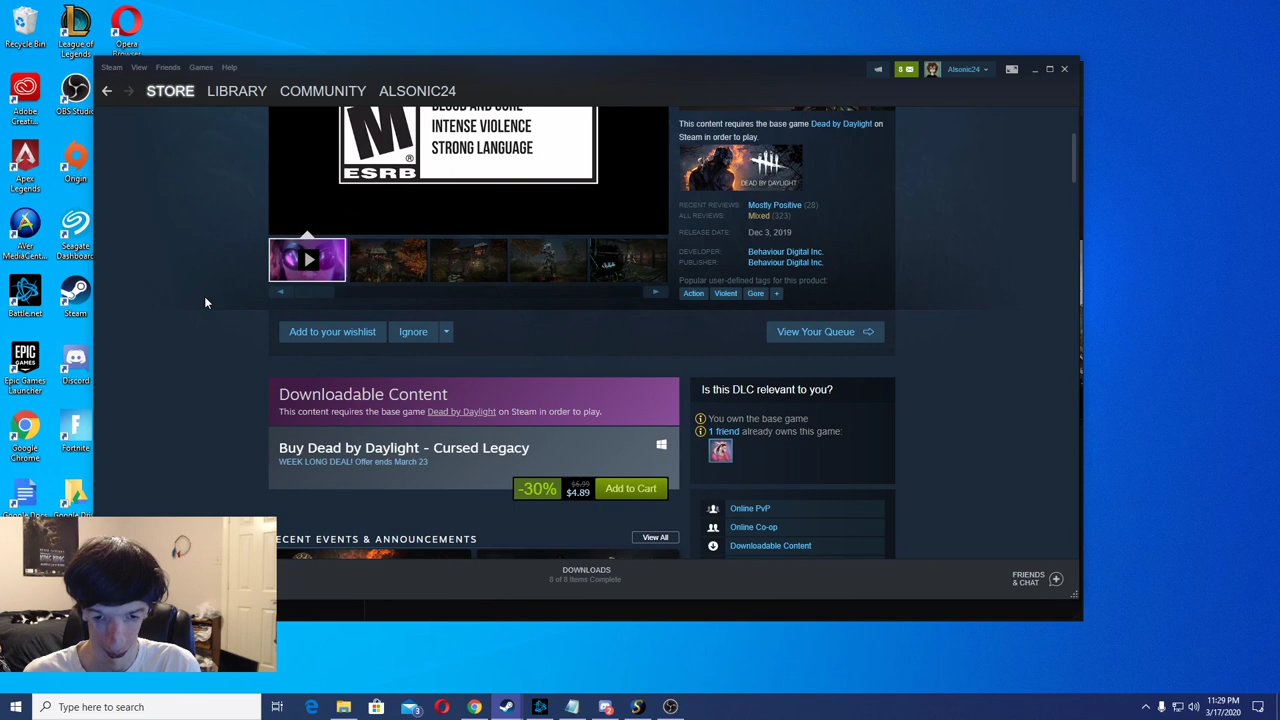 Recycle Bin
League of Legends
Opera Browser
Adobe Creati...
OBS Studio
Apex Legends
Origin
AVer MediaCent...
Seagate Dashboard
Battle.net
Steam
Epic Games Launcher
Discord
Google Chrome
Fortnite
Google Docs
Steam View Friends Games Help
8
Alsonic24
STORE LIBRARY COMMUNITY ALSONIC24
INTENSE VIOLENCE
STRONG LANGUAGE
M
ESRB
This content requires the base game Dead by Daylight on
Steam in order to play.
DEAD BY DAYLIGHT
RECENT REVIEWS: Mostly Positive (28)
ALL REVIEWS: Mixed (323)
RELEASE DATE: Dec 3, 2019
DEVELOPER: Behaviour Digital Inc.
PUBLISHER: Behaviour Digital Inc.
Popular user-defined tags for this product:
Action Violent Gore +
Add to your wishlist Ignore View Your Queue
Downloadable Content
This content requires the base game Dead by Daylight on Steam in order to play.
Buy Dead by Daylight - Cursed Legacy
WEEK LONG DEAL! Offer ends March 23
-30% $6.99 $4.89 Add to Cart
Is this DLC relevant to you?
You own the base game
1 friend already owns this game:
Online PvP
Online Co-op
Downloadable Content
RECENT EVENTS & ANNOUNCEMENTS View All
DOWNLOADS
8 of 8 Items Complete
FRIENDS & CHAT
Type here to search
11:29 PM
3/17/2020